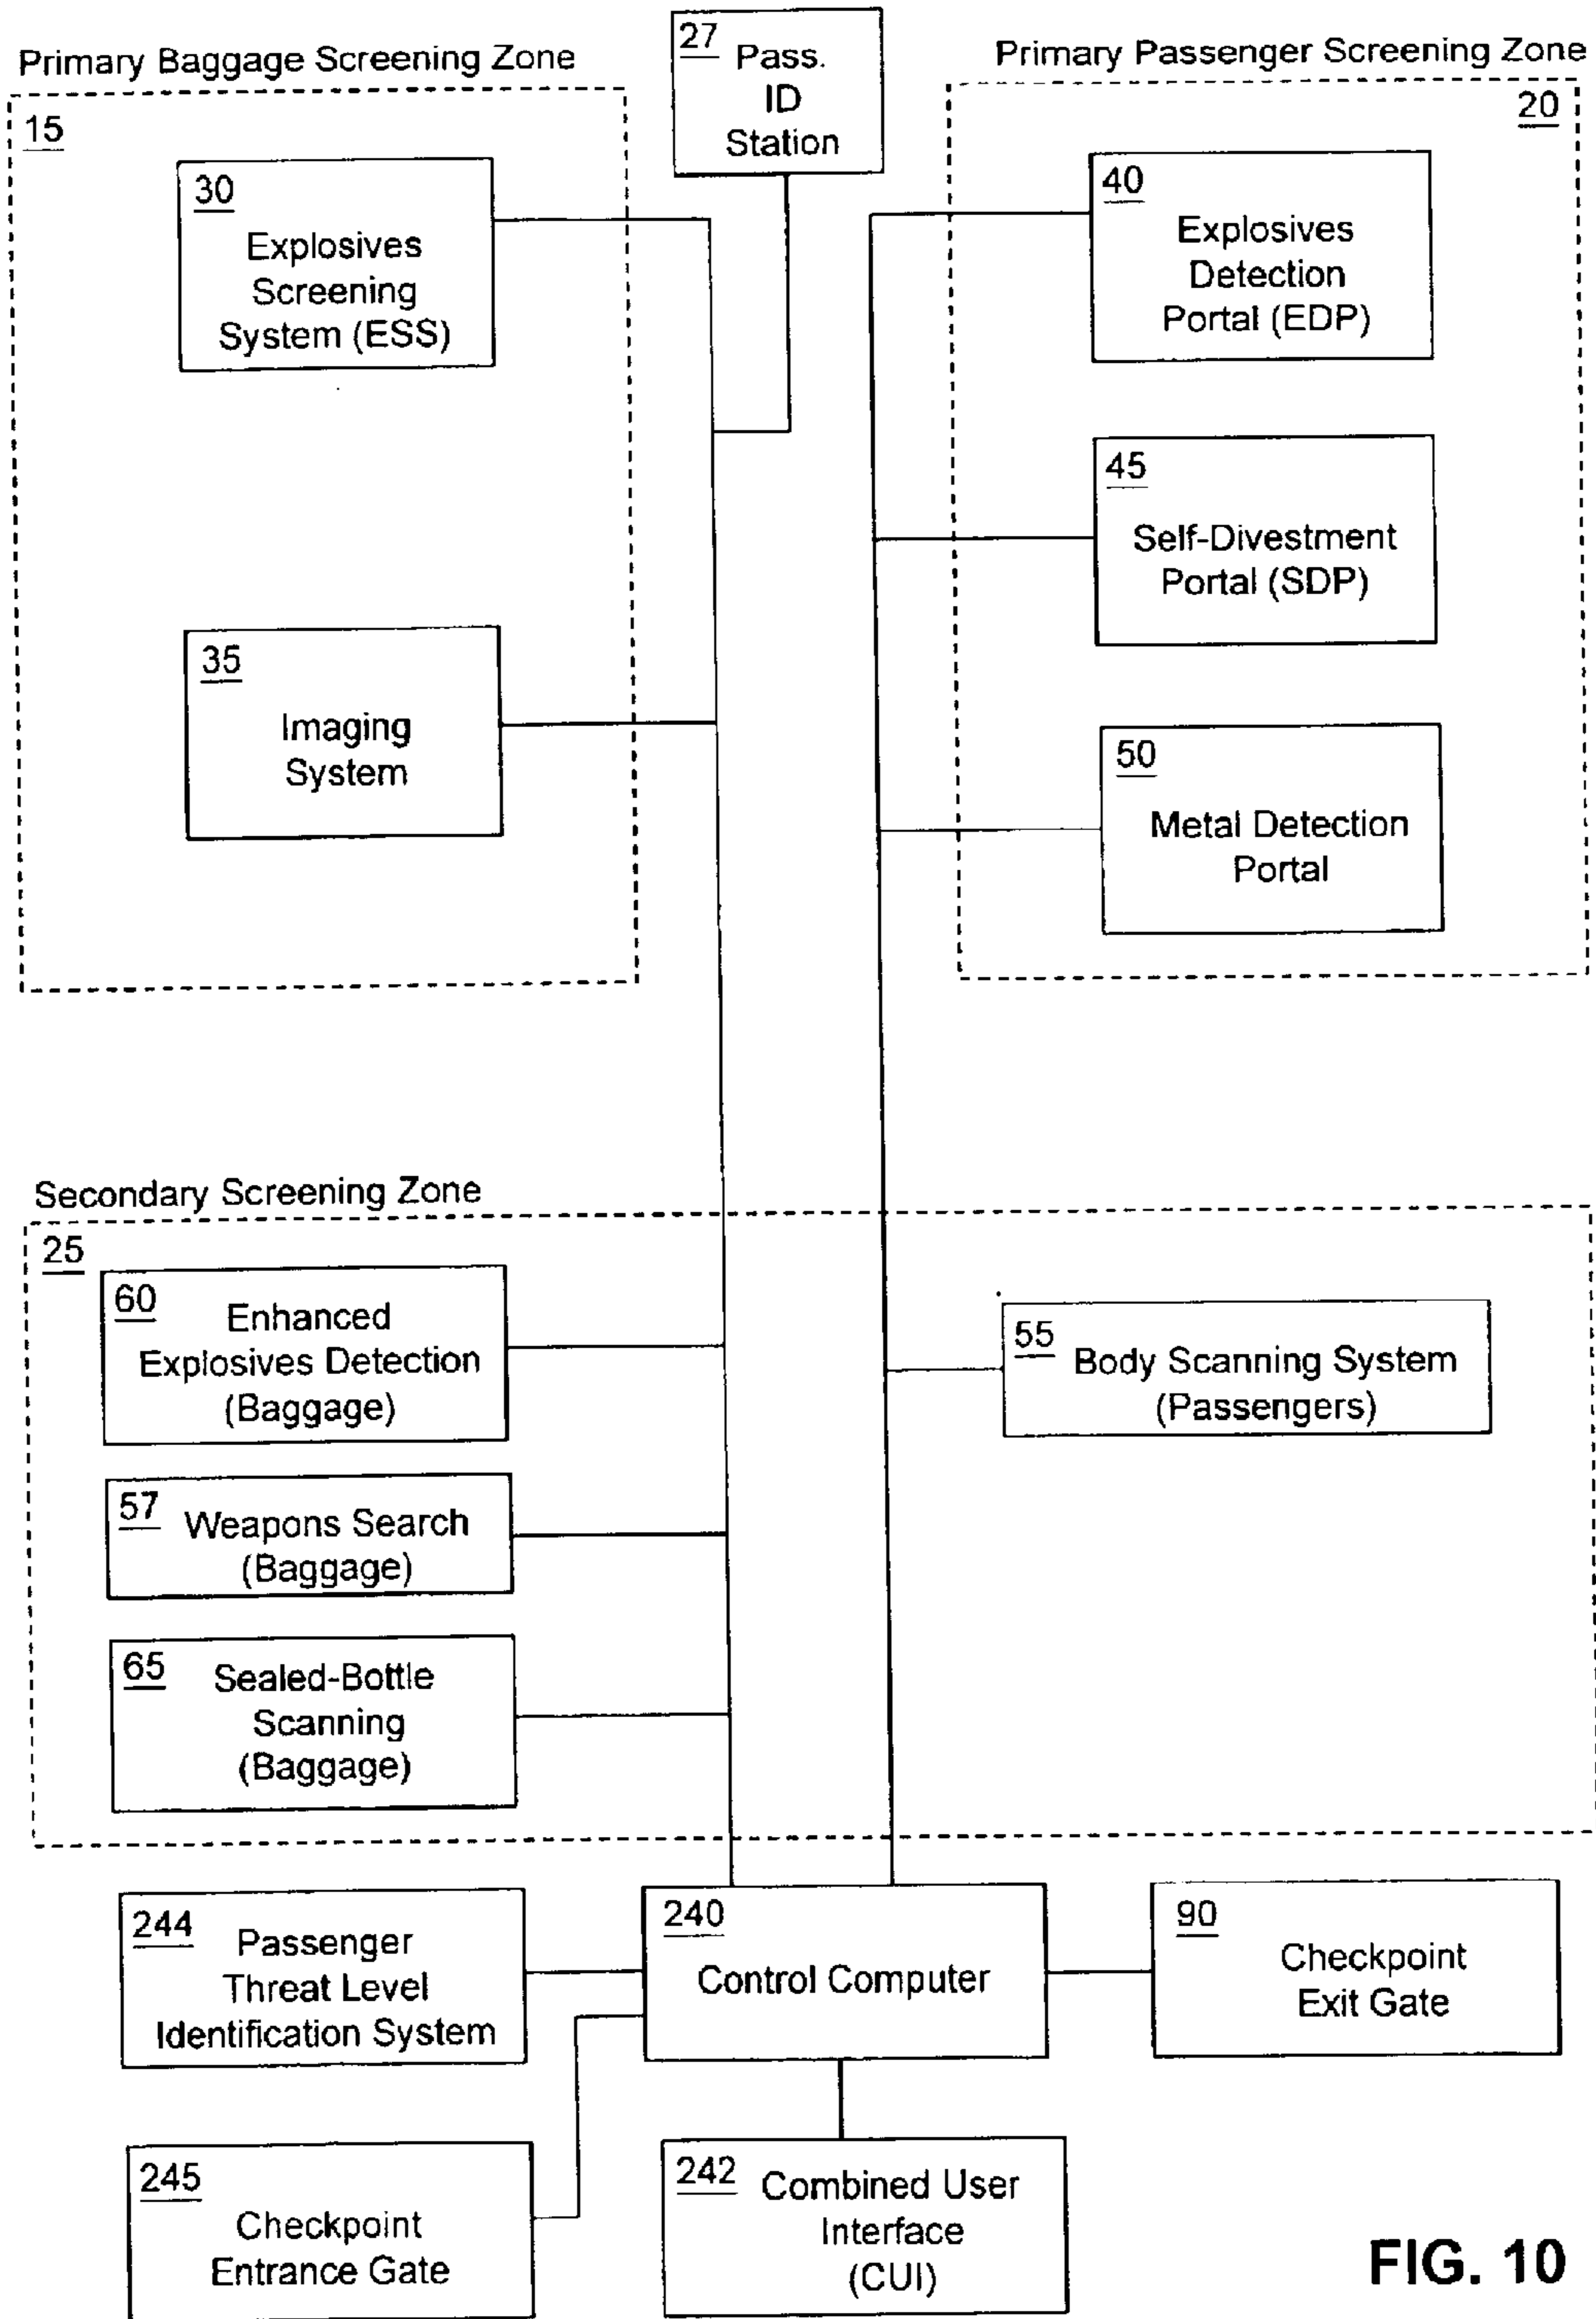 Primary Baggage Screening Zone
15
30
Explosives
Screening
System (ESS)
35
Imaging
System
27 Pass.
ID
Station
Primary Passenger Screening Zone
20
40
Explosives
Detection
Portal (EDP)
45
Self-Divestment
Portal (SDP)
50
Metal Detection
Portal
Secondary Screening Zone
25
60
Enhanced
Explosives Detection
(Baggage)
57 Weapons Search
(Baggage)
65 Sealed-Bottle
Scanning
(Baggage)
55 Body Scanning System
(Passengers)
244
Passenger
Threat Level
Identification System
240
Control Computer
90
Checkpoint
Exit Gate
245
Checkpoint
Entrance Gate
242 Combined User
Interface
(CUI)
FIG. 10